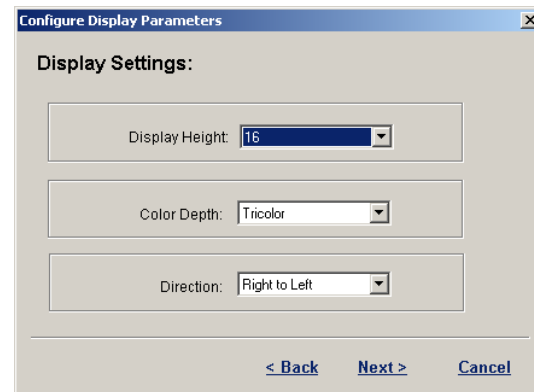 Configure Display Parameters
Display Settings:
Display Height: 16
Color Depth: Tricolor
Direction: Right to Left
< Back Next > Cancel